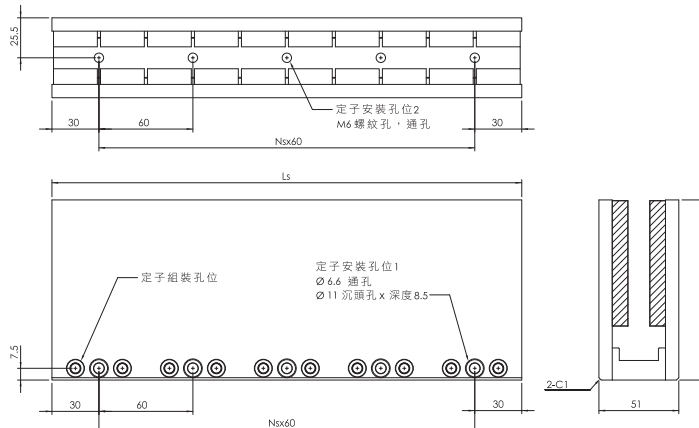 25.5
定子安裝孔位2
M6 螺紋孔，通孔
30
60
30
Nsx60
Ls
定子組裝孔位
定子安裝孔位1
Ø 6.6 通孔
Ø 11 沉頭孔 x 深度8.5
7.5
2-C1
30
60
30
51
Nsx60